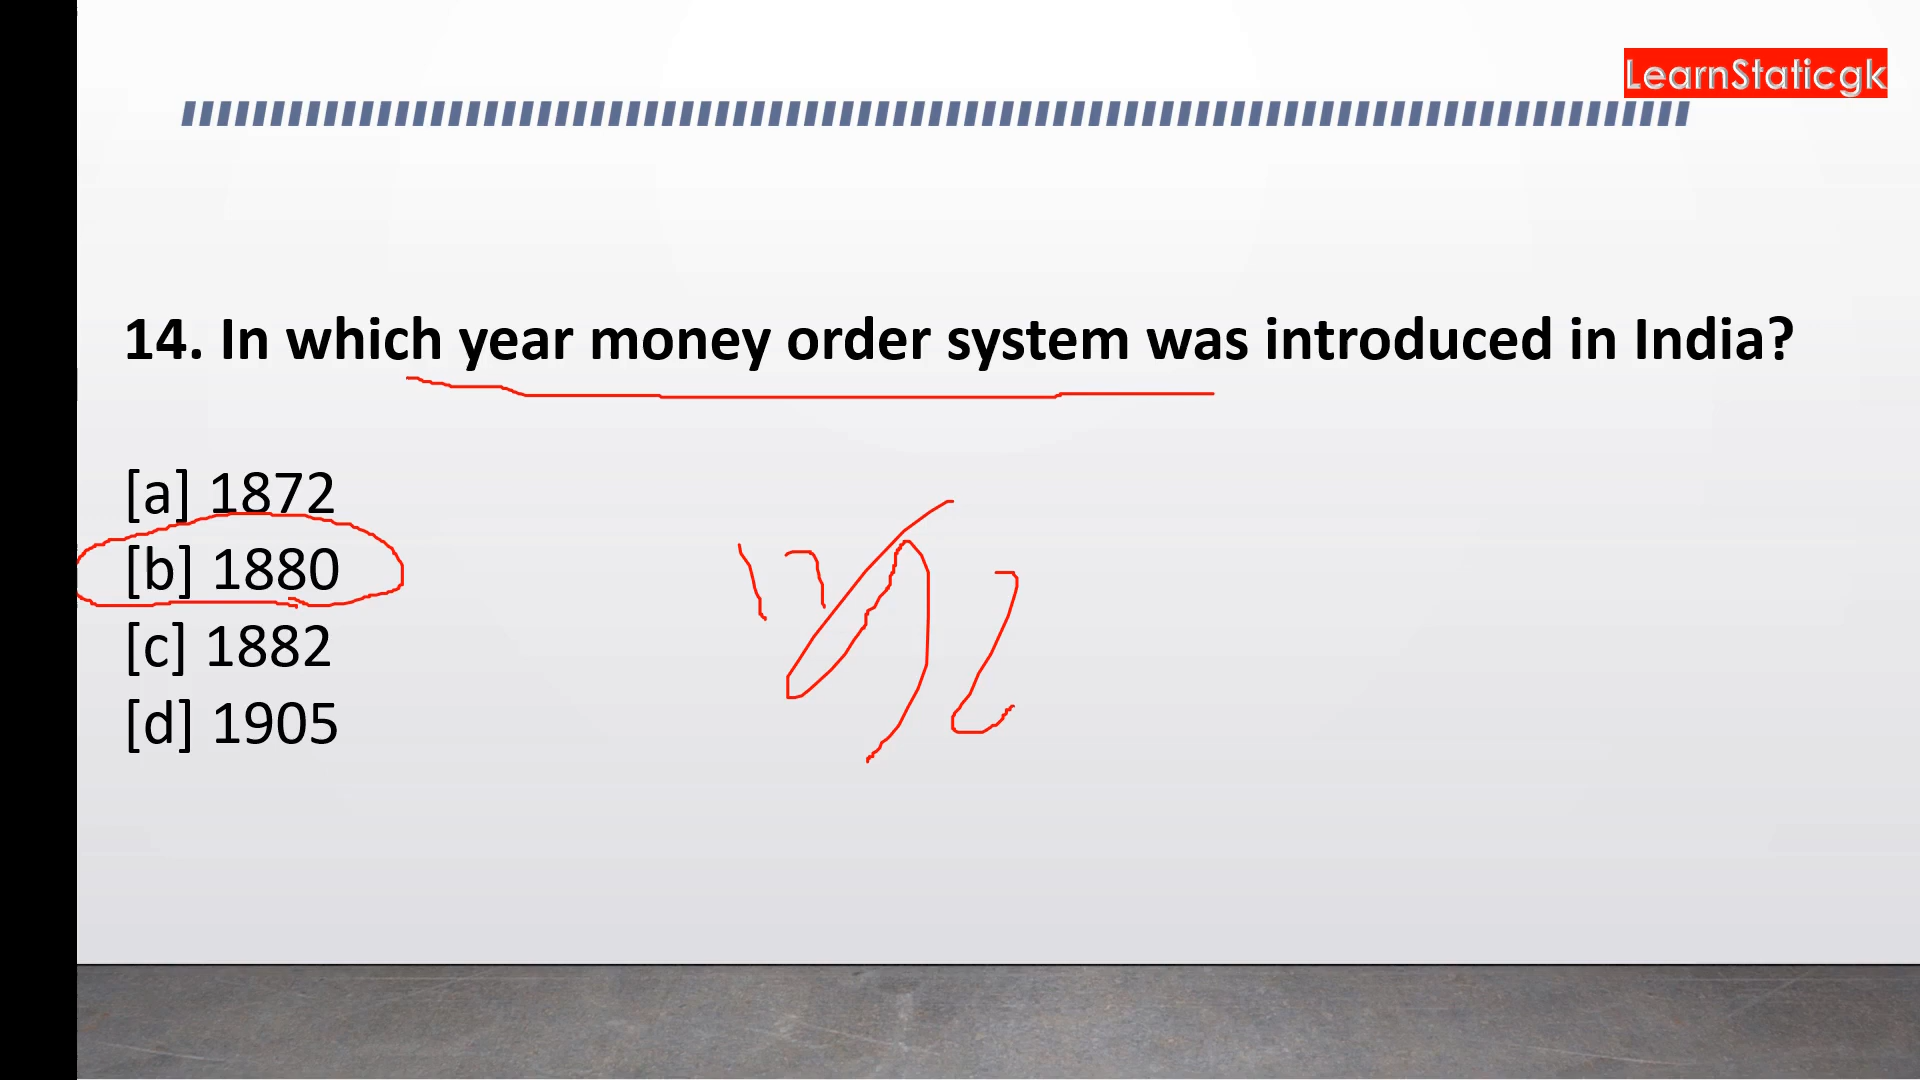 LearnStaticgk
14. In which year money order system was introduced in India?
[a] 1872
[b] 1880
[c] 1882
[d] 1905